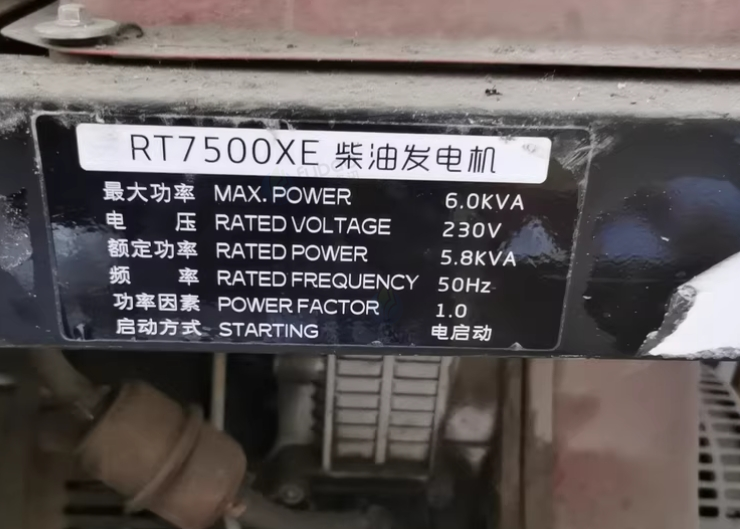 RT7500XE 柴油发电机
最大功率 MAX. POWER 6.0KVA
电 压 RATED VOLTAGE 230V
额定功率 RATED POWER 5.8KVA
频 率 RATED FREQUENCY 50Hz
功率因素 POWER FACTOR 1.0
启动方式 STARTING 电启动